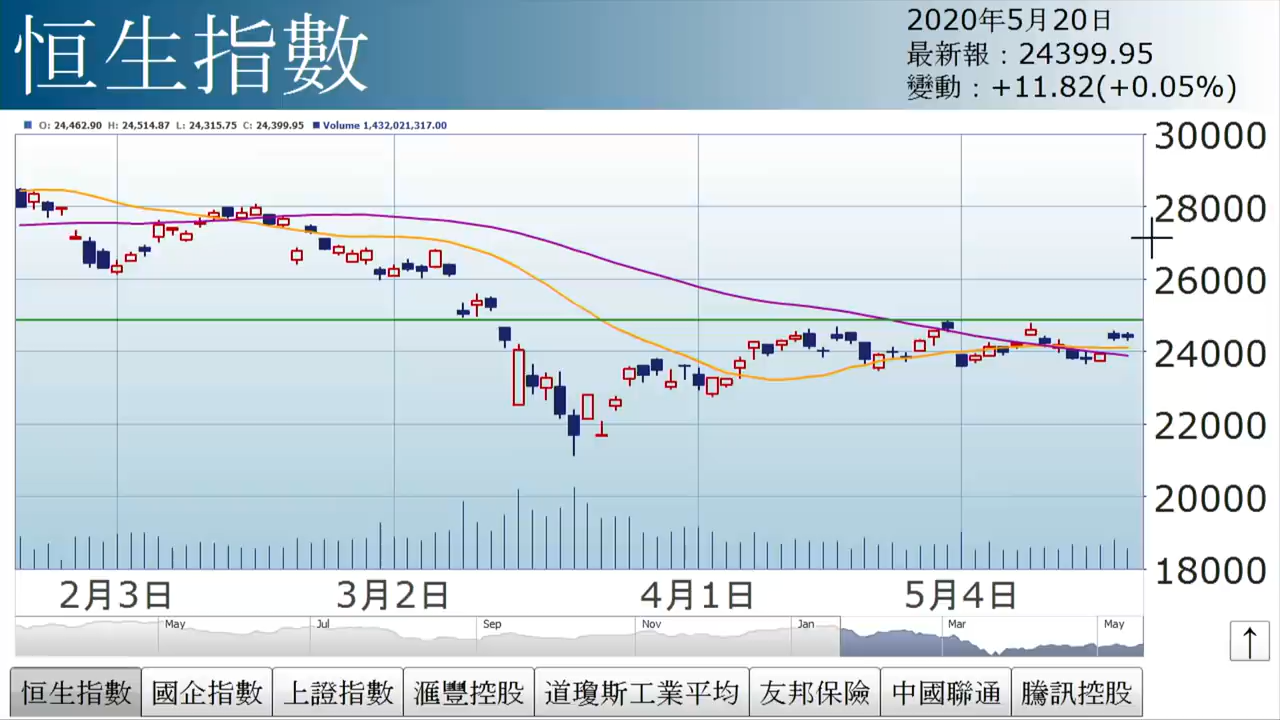 恒生指數
2020年5月20日
最新報：24399.95
變動：+11.82(+0.05%)
O: 24,462.90 H: 24,514.87 L: 24,315.75 C: 24,399.95 Volume 1,432,021,317.00
30000
28000
26000
24000
22000
20000
18000
2月3日 3月2日 4月1日 5月4日
May Jul Sep Nov Jan Mar May
↑
恒生指數 國企指數 上證指數 滙豐控股 道瓊斯工業平均 友邦保險 中國聯通 騰訊控股